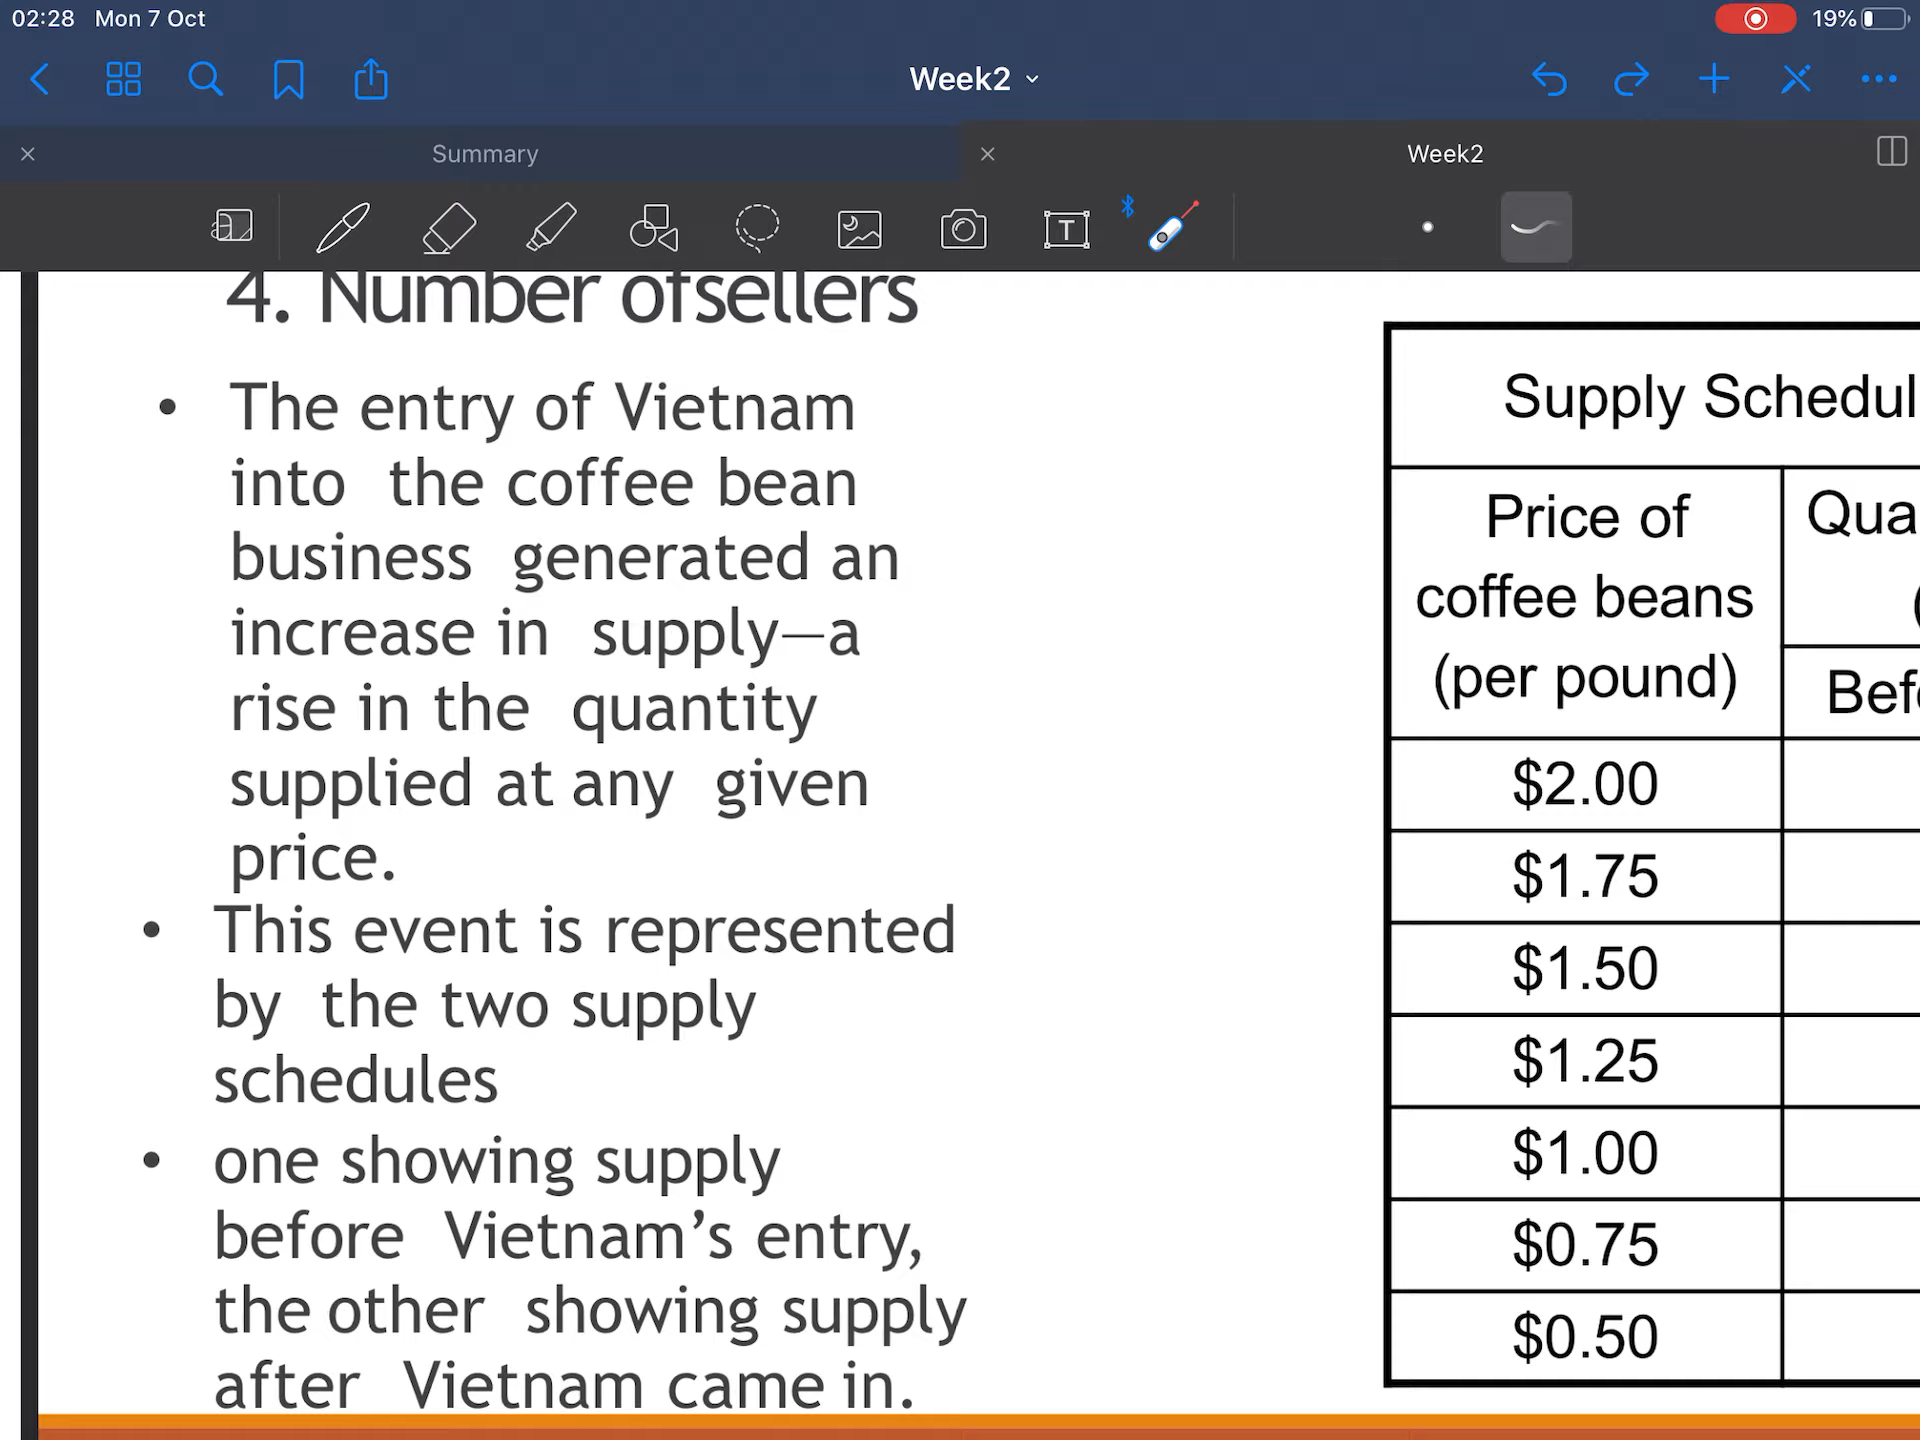 02:28 Mon 7 Oct
19%
Week2
Summary
Week2
4. Number ofsellers
• The entry of Vietnam
into the coffee bean
business generated an
increase in supply—a
rise in the quantity
supplied at any given
price.
• This event is represented
by the two supply
schedules
• one showing supply
before Vietnam’s entry,
the other showing supply
after Vietnam came in.
Supply Schedul
Price of
coffee beans
(per pound)
Qua
(
Befo
$2.00
$1.75
$1.50
$1.25
$1.00
$0.75
$0.50